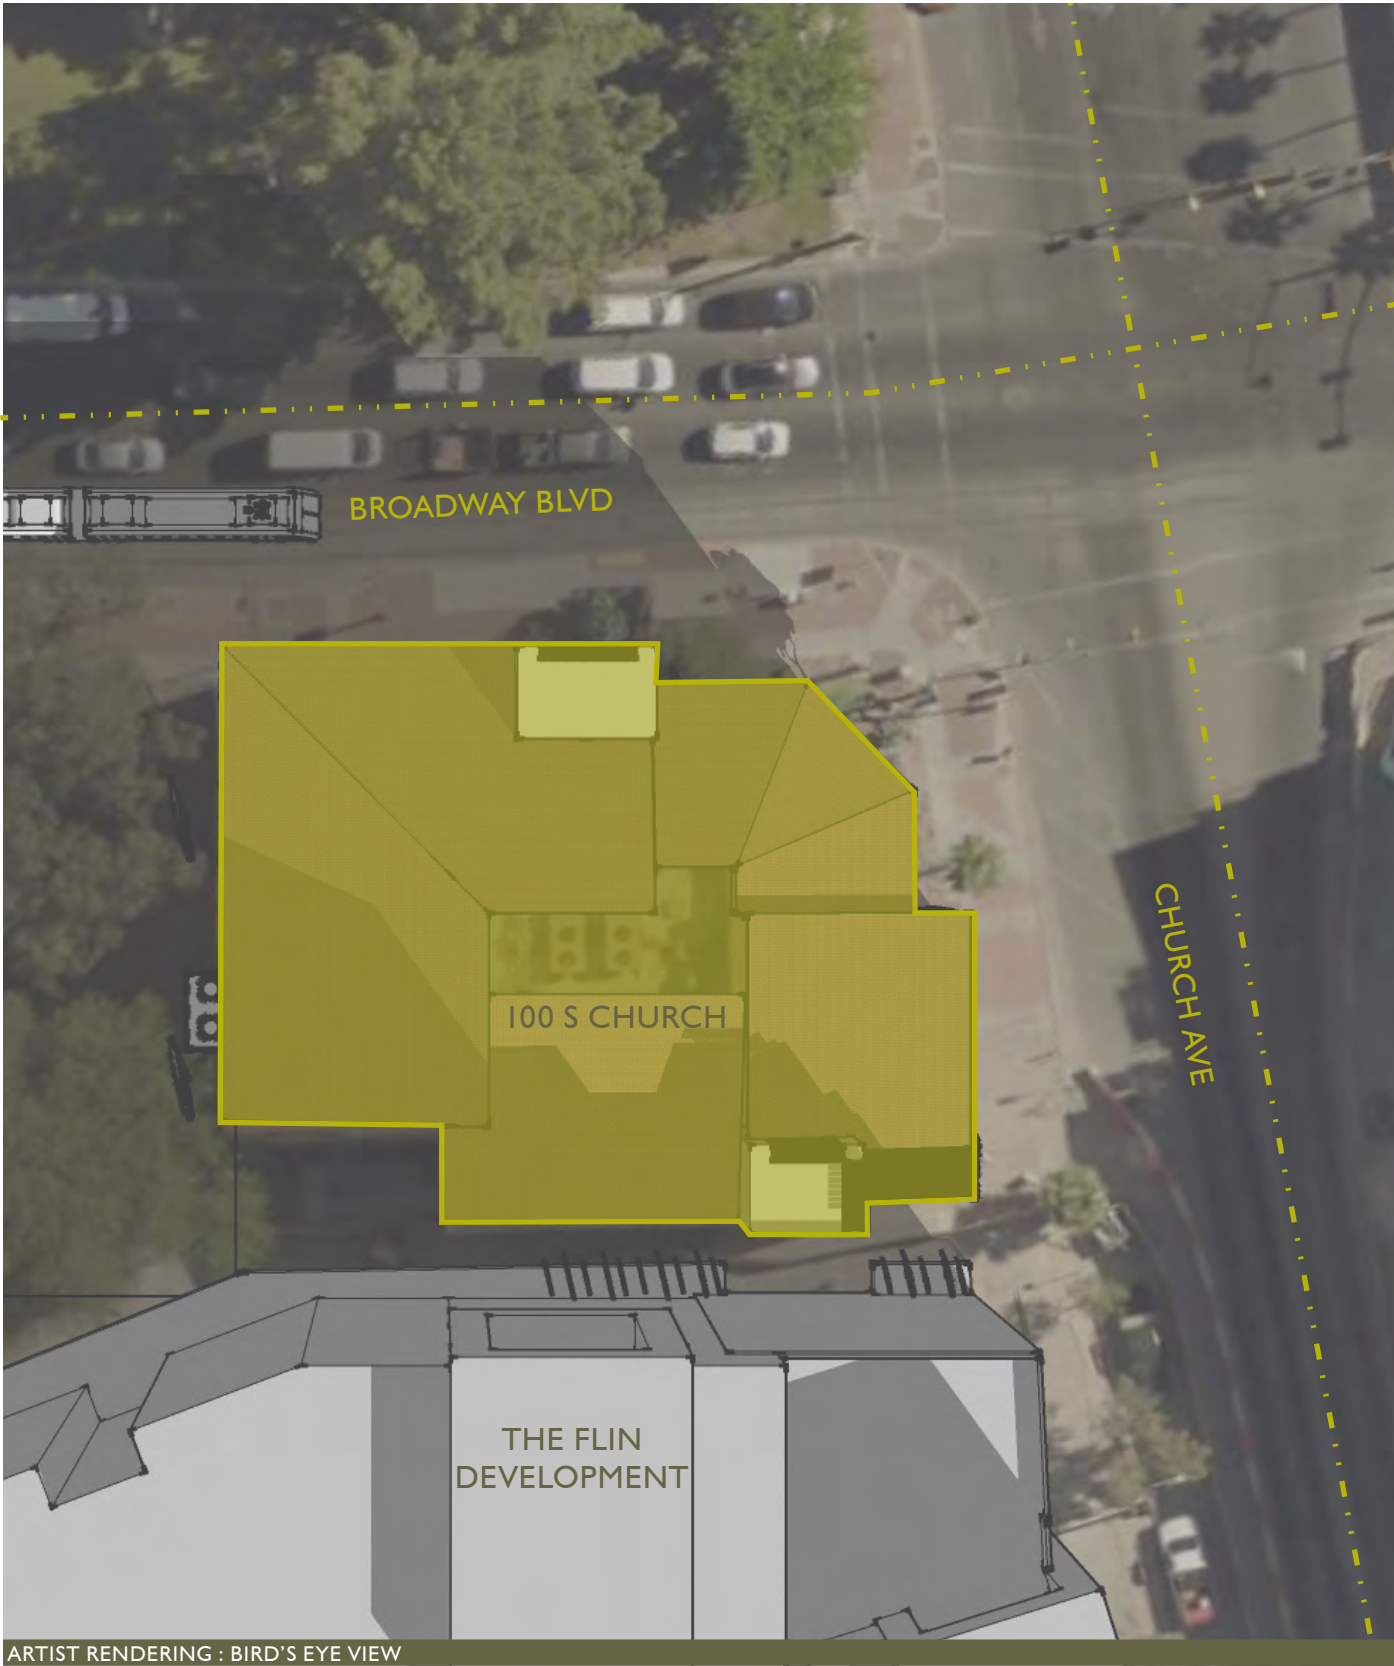 BROADWAY BLVD
CHURCH AVE
100 S CHURCH
THE FLIN
DEVELOPMENT
ARTIST RENDERING : BIRD'S EYE VIEW